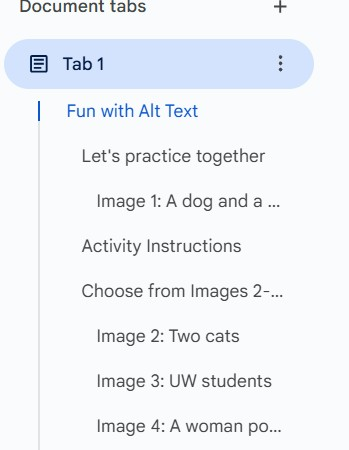 Document tabs
Tab 1
Fun with Alt Text
Let's practice together
Image 1: A dog and a ...
Activity Instructions
Choose from Images 2-...
Image 2: Two cats
Image 3: UW students
Image 4: A woman po...